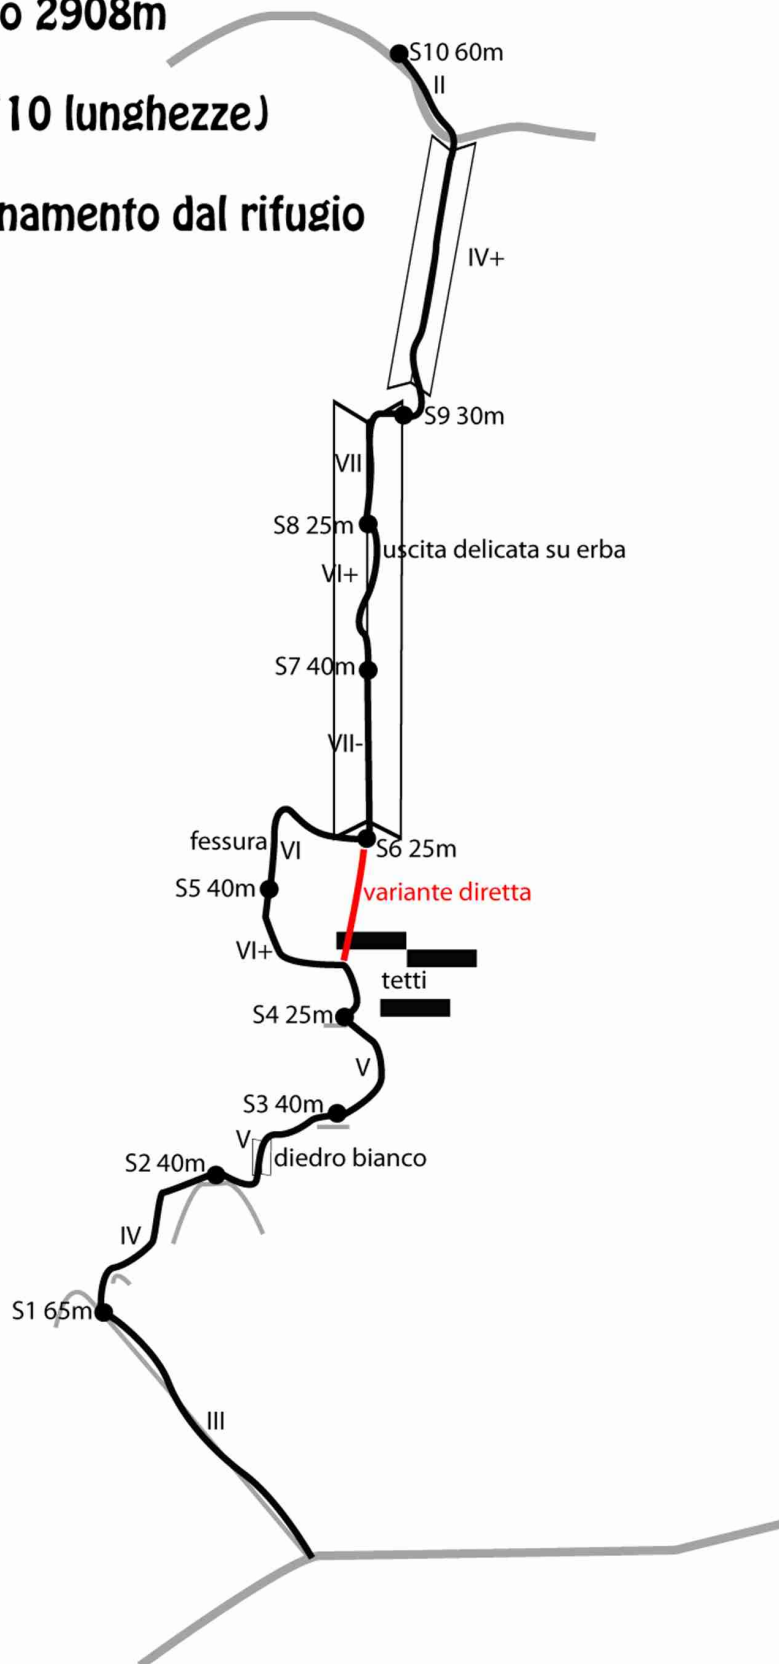 o 2908m
10 lunghezze)
namento dal rifugio
S10 60m
II
IV+
S9 30m
VII
S8 25m
uscita delicata su erba
VI+
S7 40m
VII-
fessura
VI
S6 25m
S5 40m
variante diretta
VI+
tetti
S4 25m
V
S3 40m
V
diedro bianco
S2 40m
IV
S1 65m
III